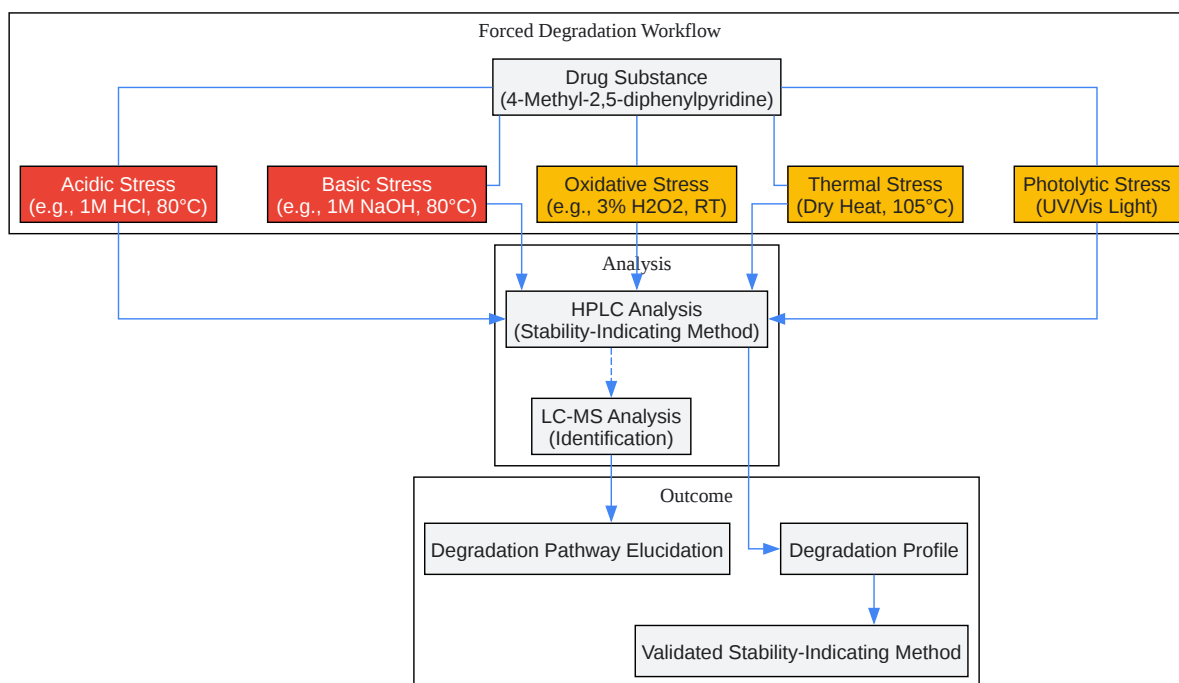 Forced Degradation Workflow
Drug Substance
(4-Methyl-2,5-diphenylpyridine)
Acidic Stress
(e.g., 1M HCl, 80°C)
Basic Stress
(e.g., 1M NaOH, 80°C)
Oxidative Stress
(e.g., 3% H2O2, RT)
Thermal Stress
(Dry Heat, 105°C)
Photolytic Stress
(UV/Vis Light)
Analysis
HPLC Analysis
(Stability-Indicating Method)
LC-MS Analysis
(Identification)
Outcome
Degradation Pathway Elucidation
Degradation Profile
Validated Stability-Indicating Method